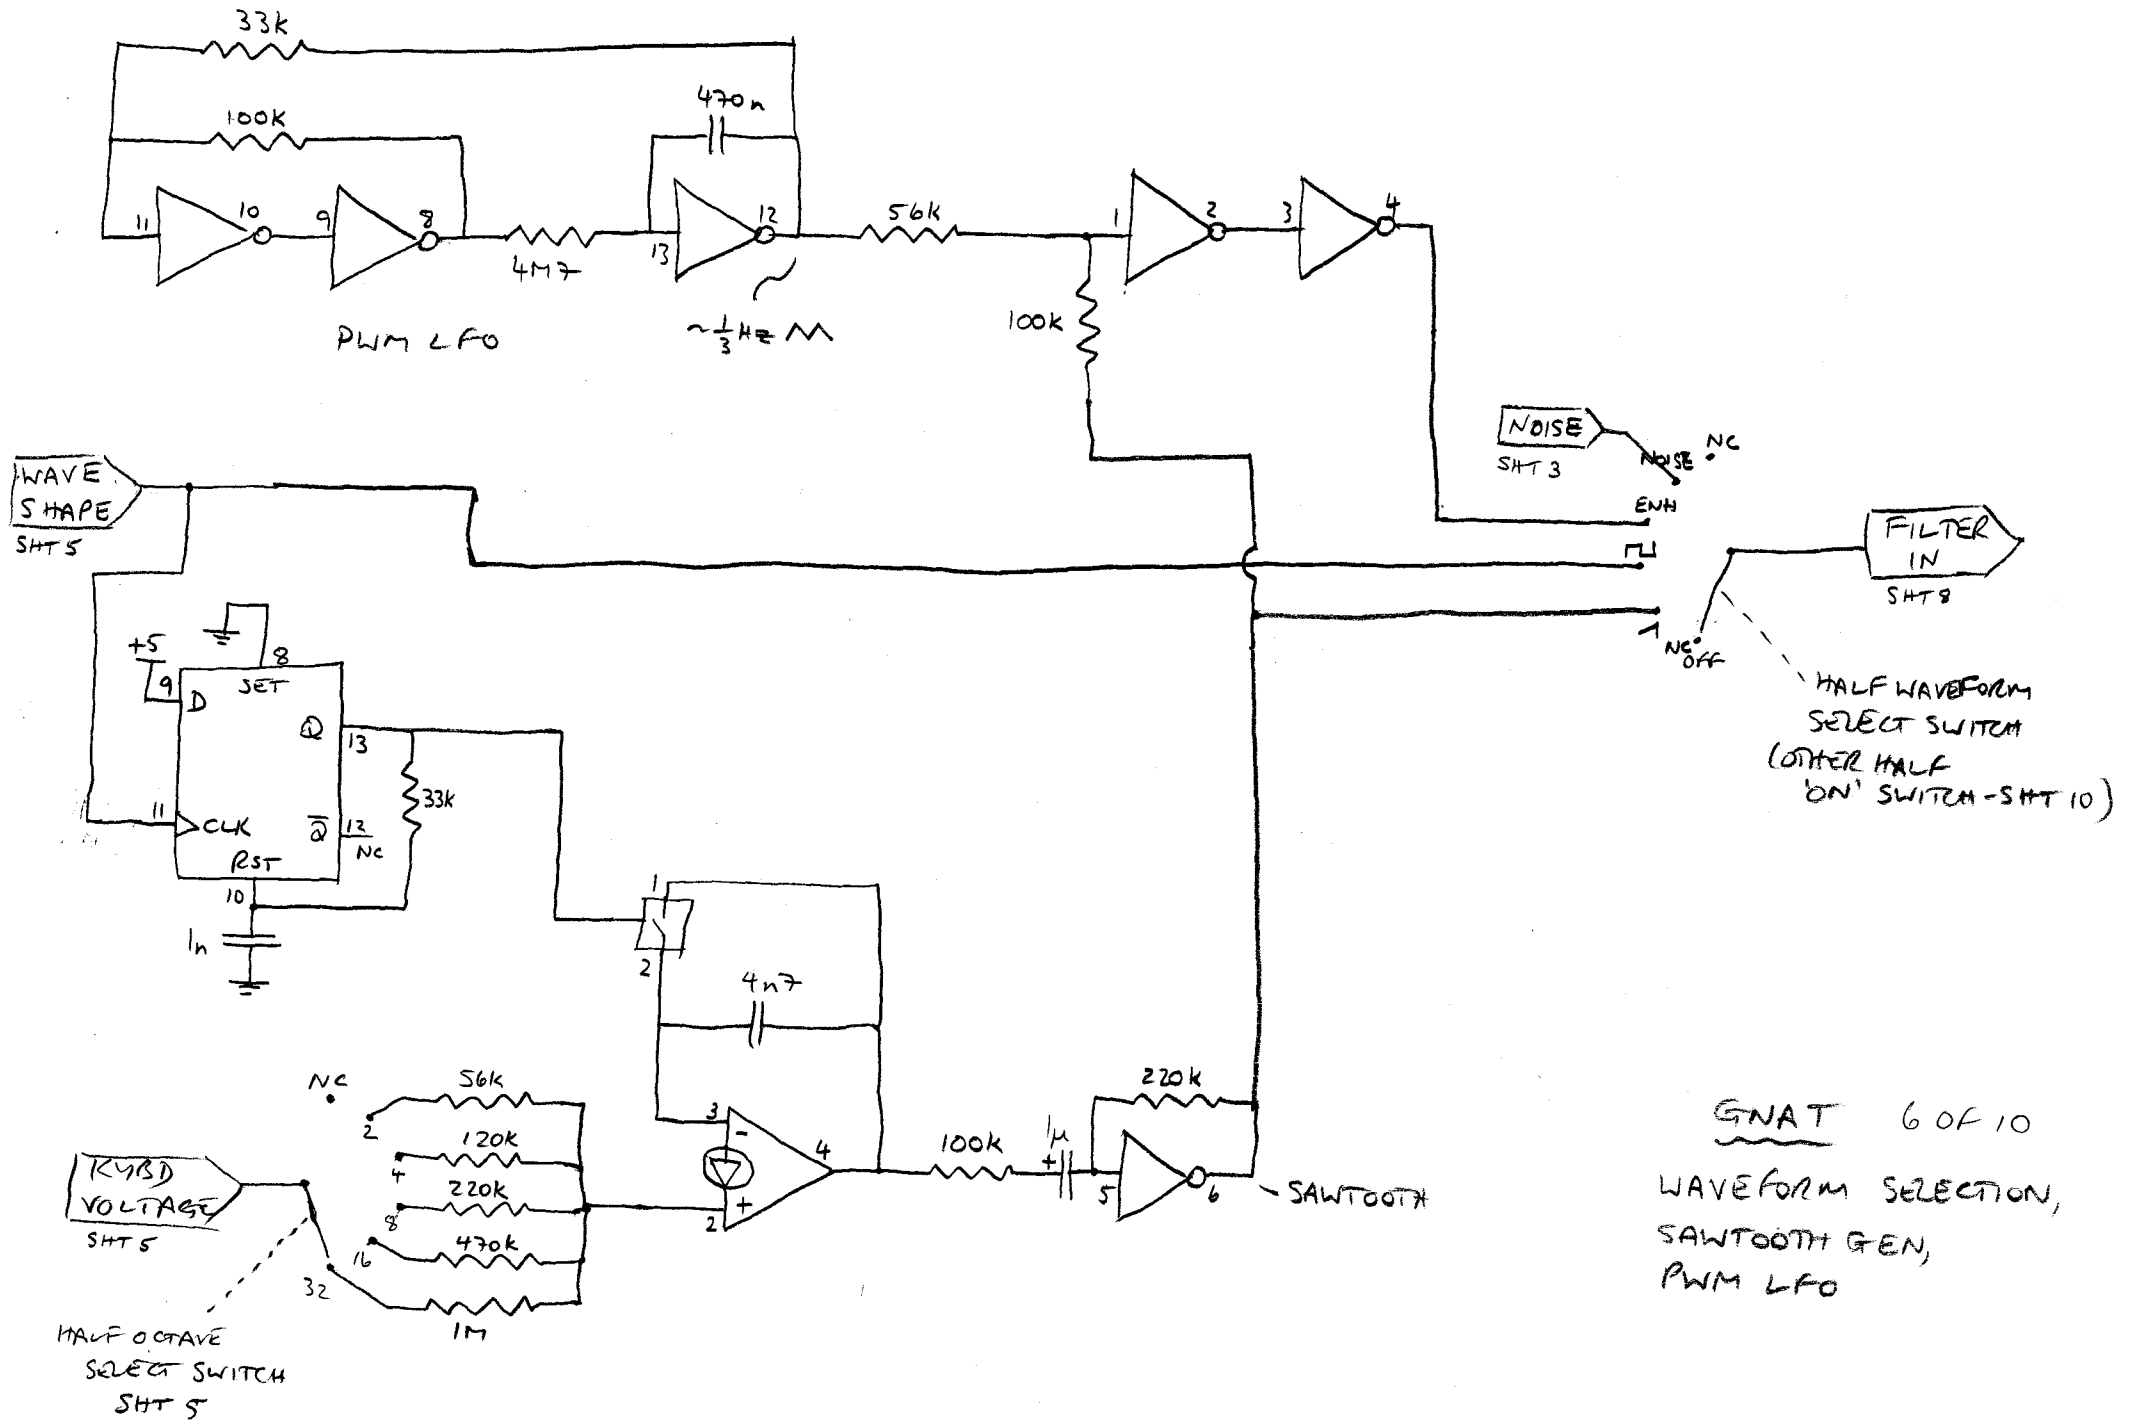 33k
470n
100k
11
10
9
8
4M7
13
12
56k
1
2
3
4
100k
PWM LFO
~1/3 Hz
NOISE
SHT 3
NOISE
NC
ENH
WAVE
SHAPE
SHT 5
FILTER
IN
SHT 8
NC
OFF
HALF WAVEFORM
SELECT SWITCH
(OTHER HALF
'ON' SWITCH - SHT 10)
+5
8
SET
9
D
Q
13
33k
11
CLK
Q
12
NC
RST
10
1n
1
2
4n7
NC
2
56k
4
120k
8
220k
16
470k
32
1M
KYBD
VOLTAGE
SHT 5
HALF OCTAVE
SELECT SWITCH
SHT 5
3
-
+
2
4
100k
1µ
+
220k
5
6
SAWTOOTH
GNAT 6 OF 10
WAVEFORM SELECTION,
SAWTOOTH GEN,
PWM LFO